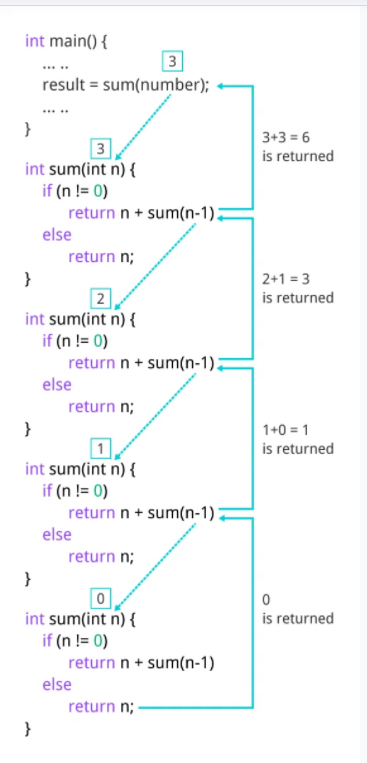 int main() {
... ..
3
result = sum(number);
... ..
}
3+3 = 6
is returned
3
int sum(int n) {
if (n != 0)
return n + sum(n-1)
else
return n;
}
2+1 = 3
is returned
2
int sum(int n) {
if (n != 0)
return n + sum(n-1)
else
return n;
}
1+0 = 1
is returned
1
int sum(int n) {
if (n != 0)
return n + sum(n-1)
else
return n;
}
0
is returned
0
int sum(int n) {
if (n != 0)
return n + sum(n-1)
else
return n;
}